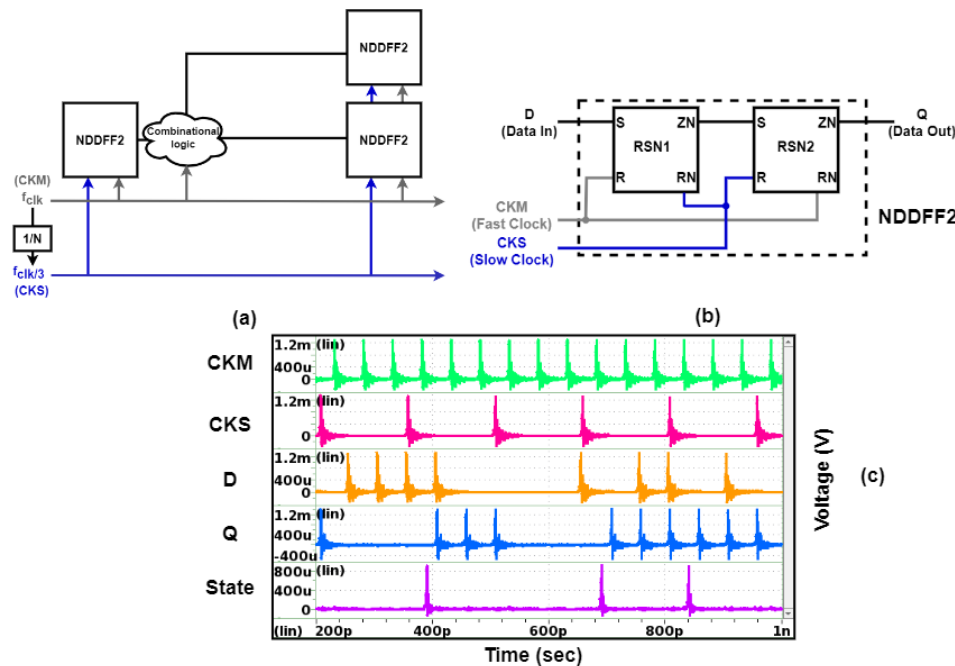 NDDFF2
NDDFF2
Combinational
logic
NDDFF2
(CKM)
fclk
1/N
fclk/3
(CKS)
(a)
D
(Data In)
S
ZN
RSN1
R
RN
S
ZN
RSN2
R
RN
Q
(Data Out)
CKM
(Fast Clock)
CKS
(Slow Clock)
NDDFF2
(b)
CKM
1.2m (lin)
400u
0
CKS
1.2m (lin)
0
D
1.2m (lin)
400u
0
Q
1.2m (lin)
400u
-400u
State
800u (lin)
400u
0
(lin) 200p 400p 600p 800p 1n
Time (sec)
Voltage (V)
(c)